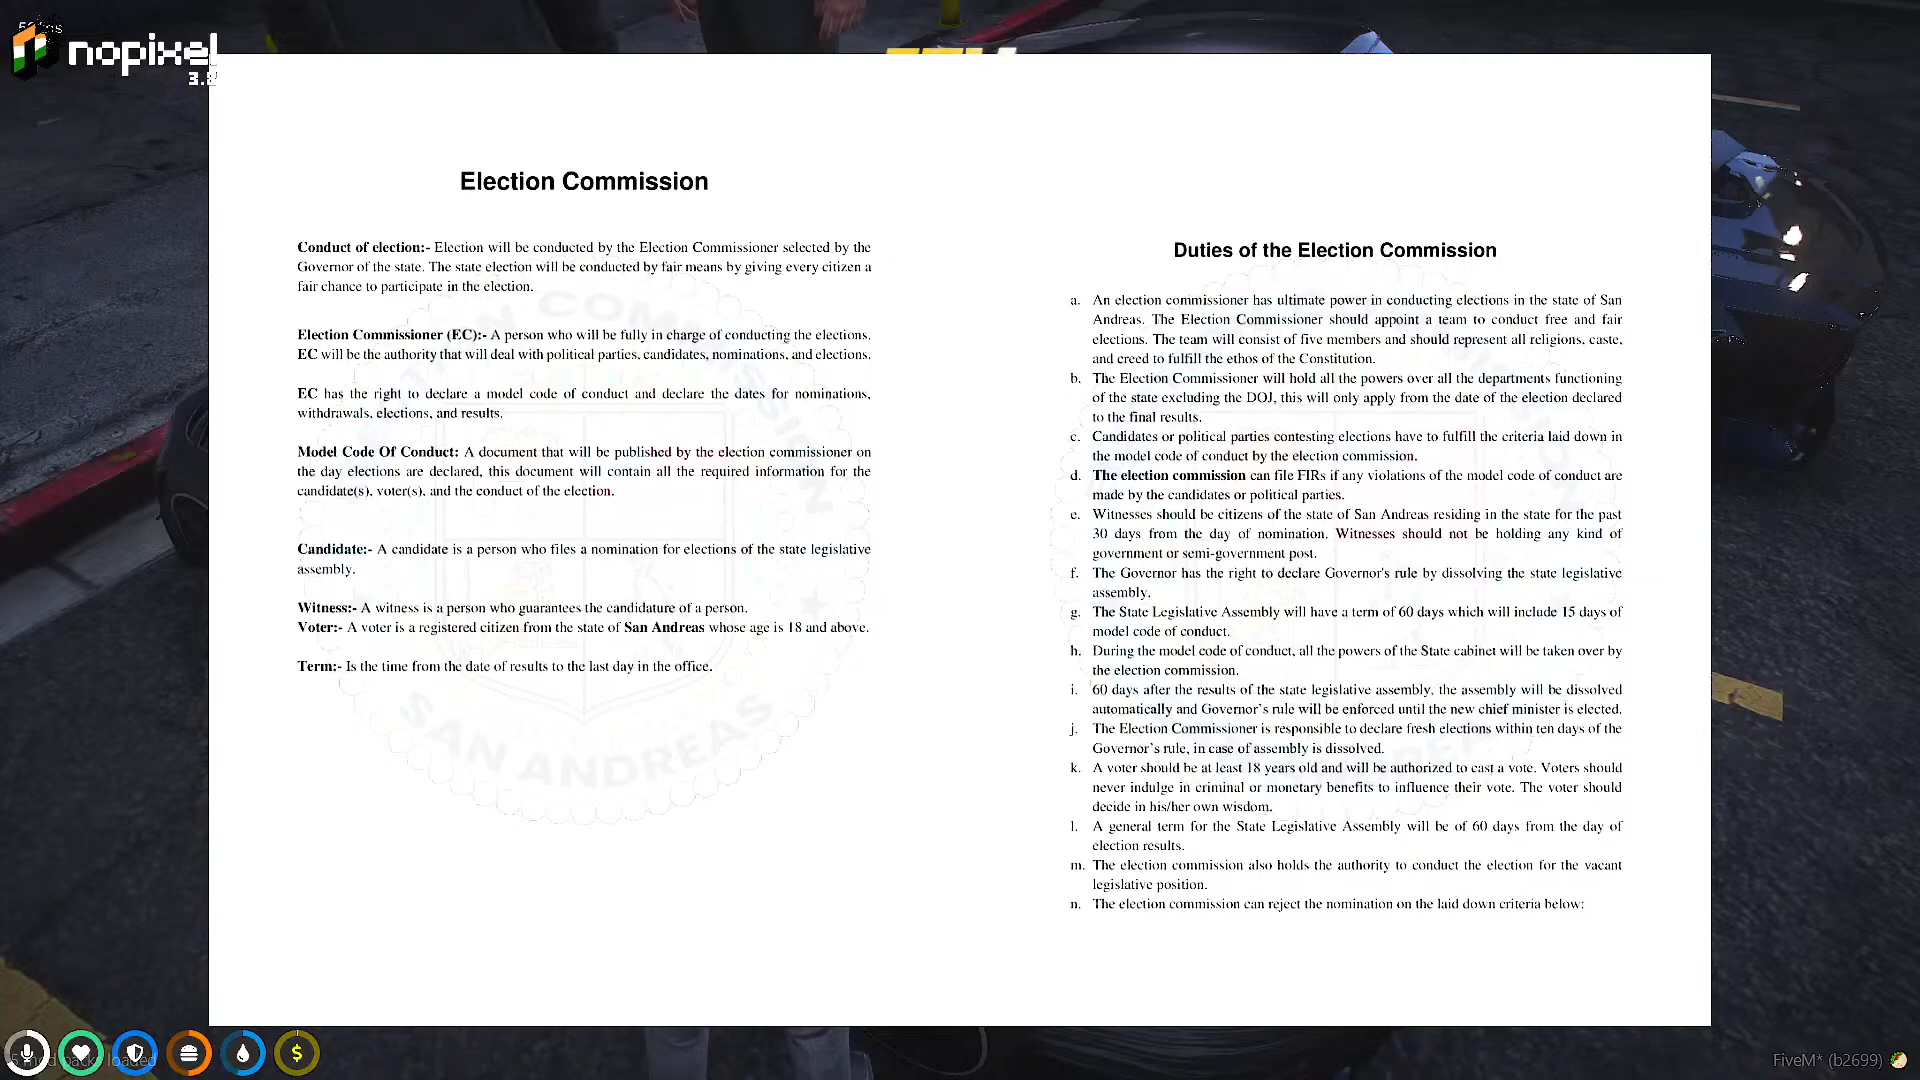 nopixel
Election Commission
Conduct of election:- Election will be conducted by the Election Commissioner selected by the
Governor of the state. The state election will be conducted by fair means by giving every citizen a
fair chance to participate in the election.
Election Commissioner (EC):- A person who will be fully in charge of conducting the elections.
EC will be the authority that will deal with political parties, candidates, nominations, and elections.
EC has the right to declare a model code of conduct and declare the dates for nominations,
withdrawals, elections, and results.
Model Code Of Conduct: A document that will be published by the election commissioner on
the day elections are declared, this document will contain all the required information for the
candidate(s), voter(s), and the conduct of the election.
Candidate:- A candidate is a person who files a nomination for elections of the state legislative
assembly.
Witness:- A witness is a person who guarantees the candidature of a person.
Voter:- A voter is a registered citizen from the state of San Andreas whose age is 18 and above.
Term:- Is the time from the date of results to the last day in the office.
SAN ANDREAS
Duties of the Election Commission
a. An election commissioner has ultimate power in conducting elections in the state of San
Andreas. The Election Commissioner should appoint a team to conduct free and fair
elections. The team will consist of five members and should represent all religions, caste,
and creed to fulfill the ethos of the Constitution.
b. The Election Commissioner will hold all the powers over all the departments functioning
of the state excluding the DOJ, this will only apply from the date of the election declared
to the final results.
c. Candidates or political parties contesting elections have to fulfill the criteria laid down in
the model code of conduct by the election commission.
d. The election commission can file FIRs if any violations of the model code of conduct are
made by the candidates or political parties.
e. Witnesses should be citizens of the state of San Andreas residing in the state for the past
30 days from the day of nomination. Witnesses should not be holding any kind of
government or semi-government post.
f. The Governor has the right to declare Governor's rule by dissolving the state legislative
assembly.
g. The State Legislative Assembly will have a term of 60 days which will include 15 days of
model code of conduct.
h. During the model code of conduct, all the powers of the State cabinet will be taken over by
the election commission.
i. 60 days after the results of the state legislative assembly, the assembly will be dissolved
automatically and Governor’s rule will be enforced until the new chief minister is elected.
j. The Election Commissioner is responsible to declare fresh elections within ten days of the
Governor’s rule, in case of assembly is dissolved.
k. A voter should be at least 18 years old and will be authorized to cast a vote. Voters should
never indulge in criminal or monetary benefits to influence their vote. The voter should
decide in his/her own wisdom.
l. A general term for the State Legislative Assembly will be of 60 days from the day of
election results.
m. The election commission also holds the authority to conduct the election for the vacant
legislative position.
n. The election commission can reject the nomination on the laid down criteria below:
FiveM* (b2699)